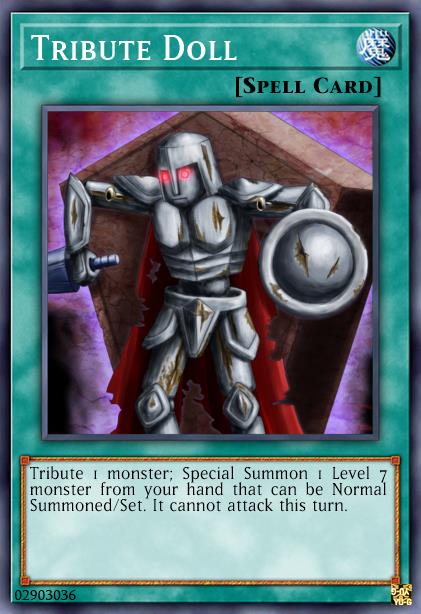 Tribute Doll
[Spell Card]
Tribute 1 monster; Special Summon 1 Level 7
monster from your hand that can be Normal
Summoned/Set. It cannot attack this turn.
02903036